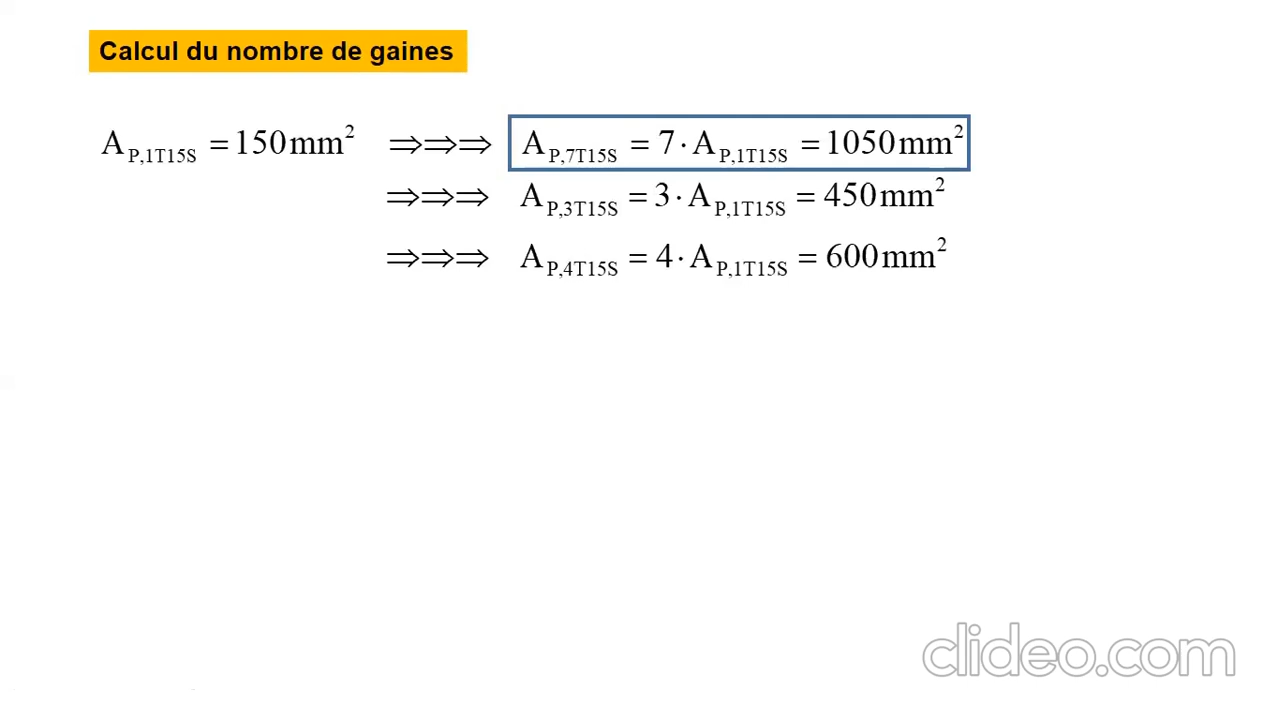 Calcul du nombre de gaines
A P,1T15S = 150 mm² ⇒⇒⇒ A P,7T15S = 7 · A P,1T15S = 1050 mm²
⇒⇒⇒ A P,3T15S = 3 · A P,1T15S = 450 mm²
⇒⇒⇒ A P,4T15S = 4 · A P,1T15S = 600 mm²
clideo.com